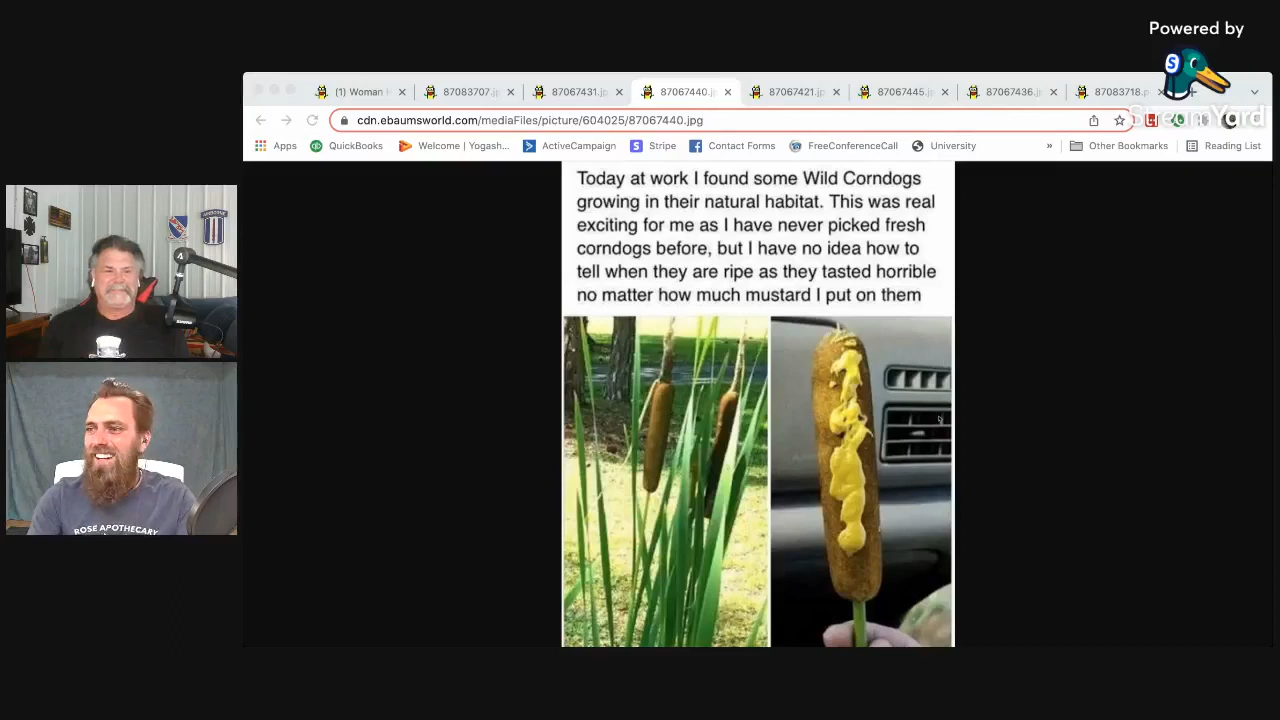 Powered by
StreamYard
(1) Woman
87083707.jp
87067431.jp
87067440.j
87067421.jp
87067445.j
87067436.j
87083718.p
cdn.ebaumsworld.com/mediaFiles/picture/604025/87067440.jpg
Apps
QuickBooks
Welcome | Yogash...
ActiveCampaign
Stripe
Contact Forms
FreeConferenceCall
University
»
Other Bookmarks
Reading List
Today at work I found some Wild Corndogs
growing in their natural habitat. This was real
exciting for me as I have never picked fresh
corndogs before, but I have no idea how to
tell when they are ripe as they tasted horrible
no matter how much mustard I put on them
AIRBORNE
ROSE APOTHECARY